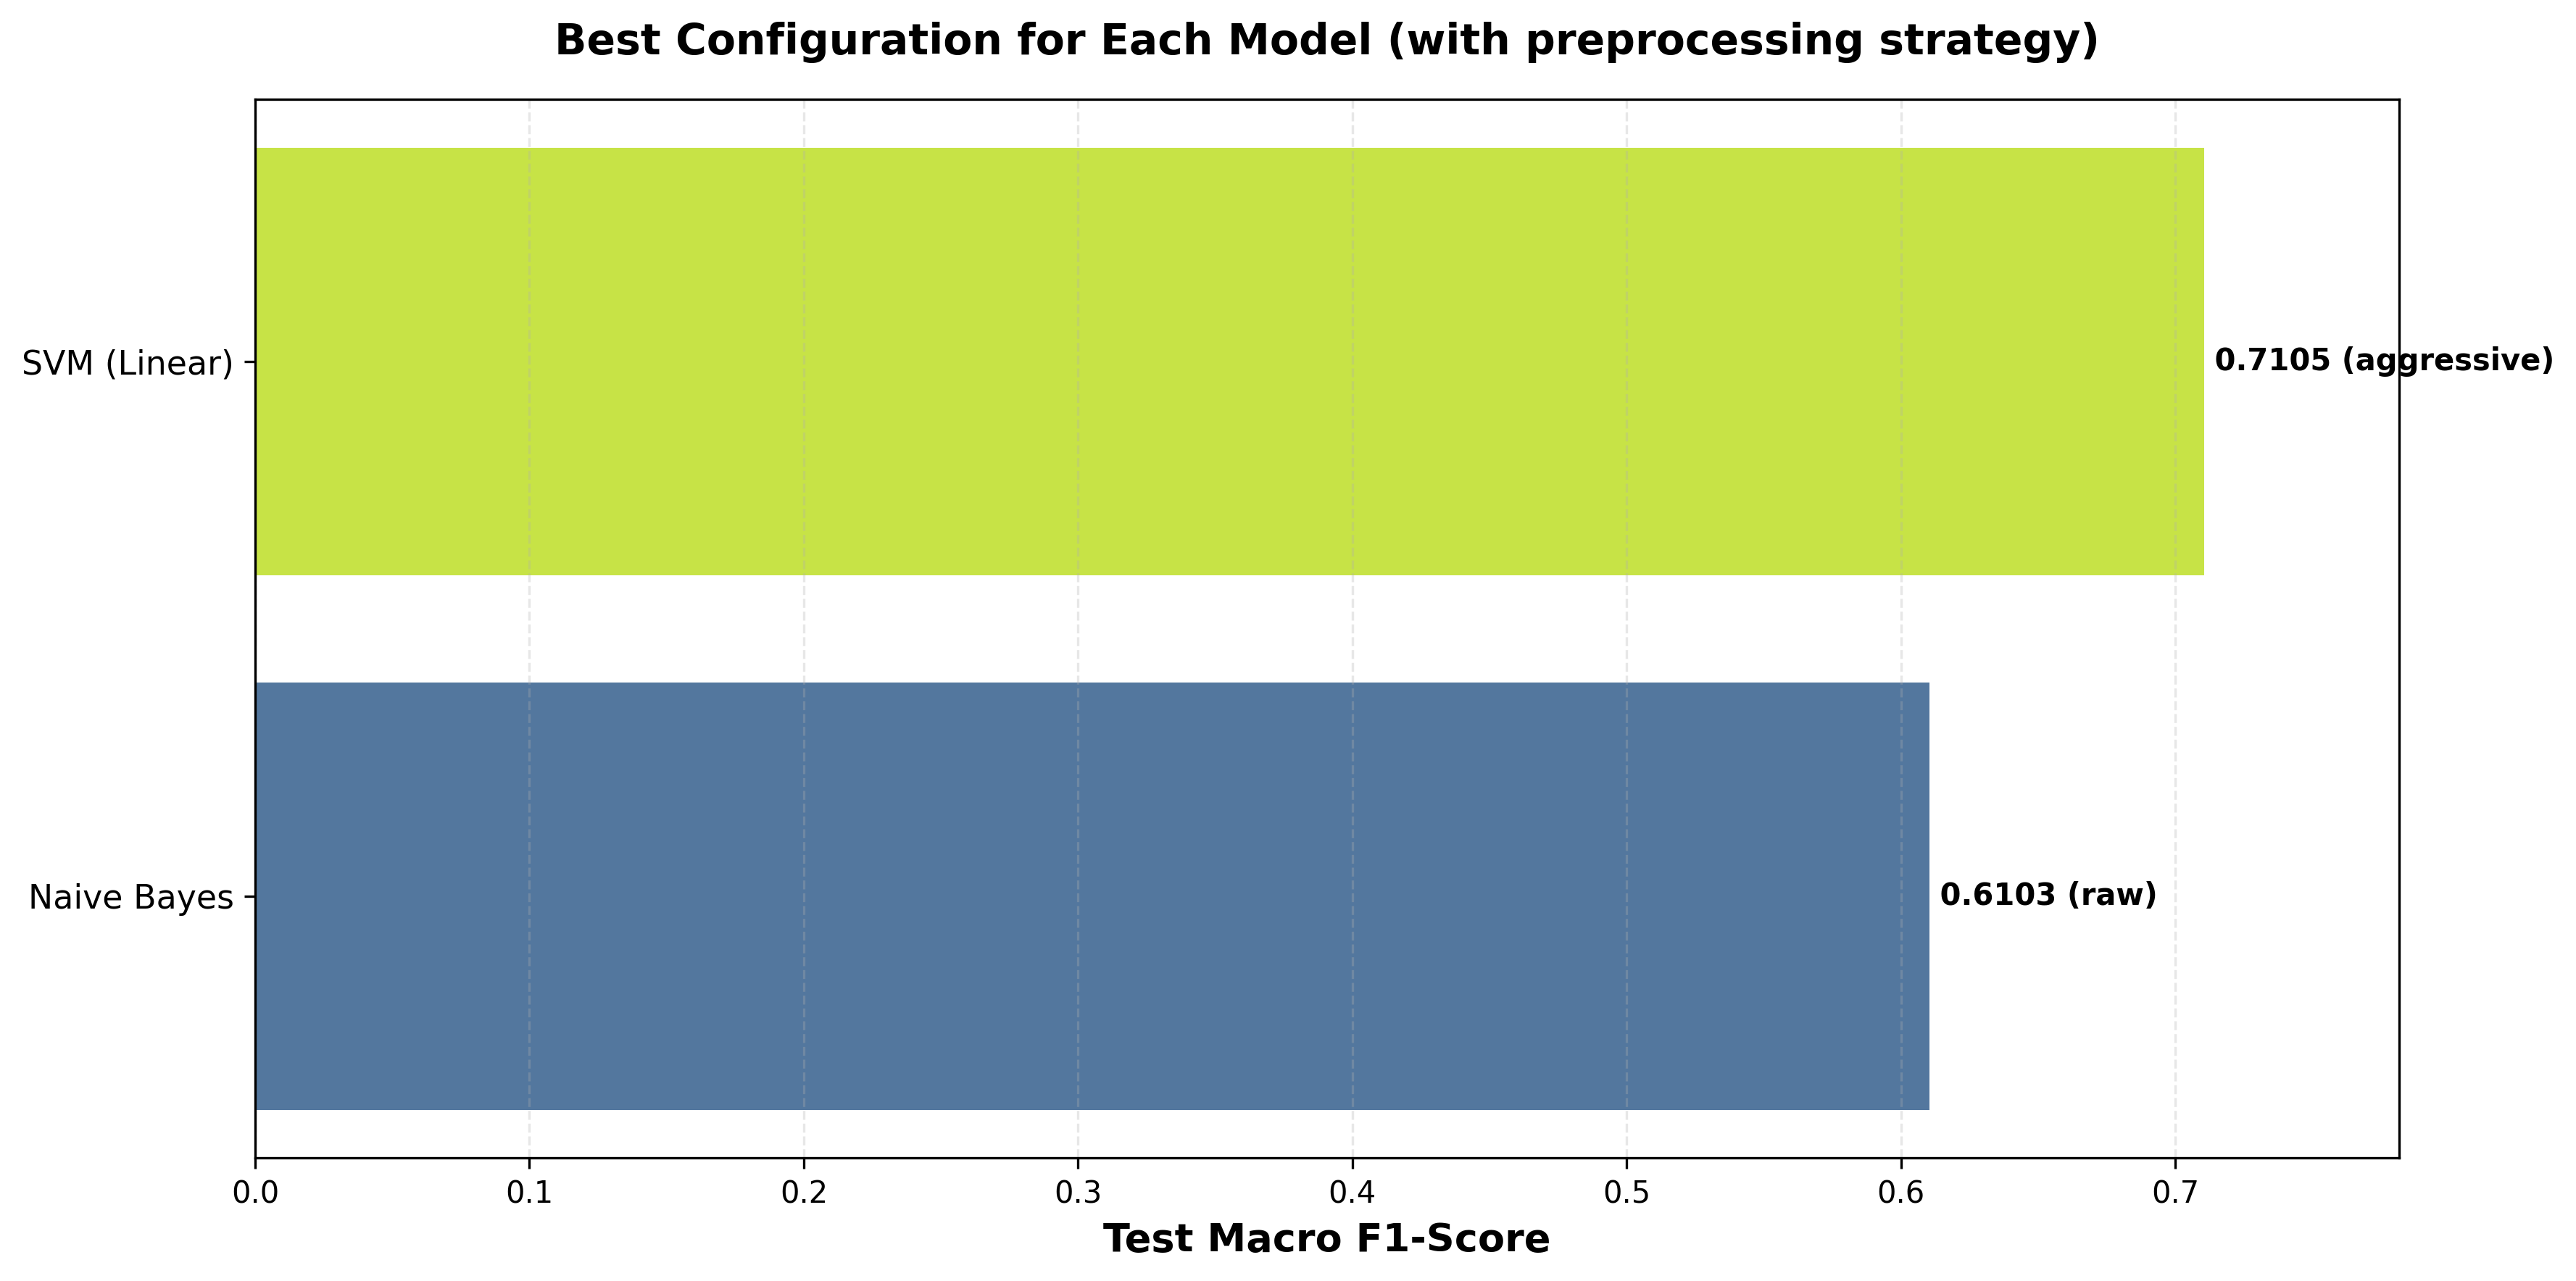 Best Configuration for Each Model (with preprocessing strategy)
SVM (Linear)
0.7105 (aggressive)
Naive Bayes
0.6103 (raw)
0.0 0.1 0.2 0.3 0.4 0.5 0.6 0.7
Test Macro F1-Score